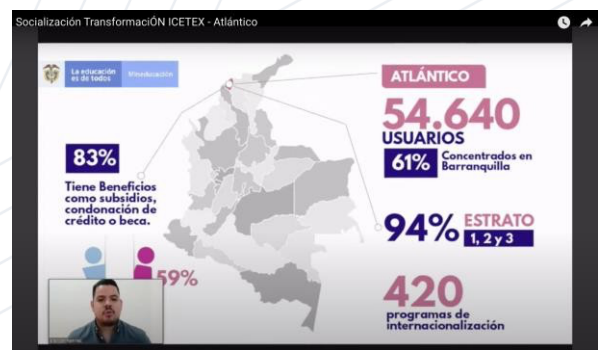 Socialización TransformaciÓN ICETEX - Atlántico
La educación
es de todos
Mineducación
ATLÁNTICO
54.640
USUARIOS
61% Concentrados en
Barranquilla
83%
Tiene Beneficios
como subsidios,
condonación de
crédito o beca.
94% ESTRATO
1, 2 y 3
59%
420
programas de
internacionalización